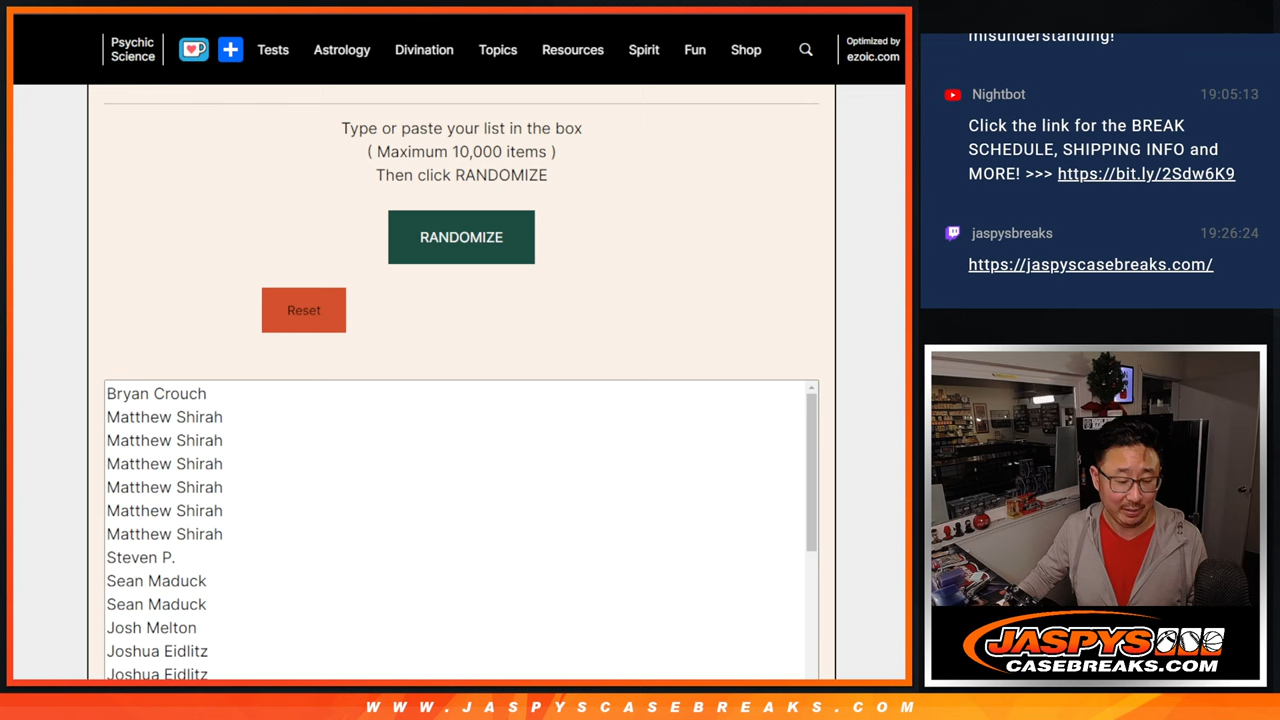 Psychic
Science
Tests
Astrology
Divination
Topics
Resources
Spirit
Fun
Shop
Optimized by
ezoic.com
Type or paste your list in the box
( Maximum 10,000 items )
Then click RANDOMIZE
RANDOMIZE
Reset
Bryan Crouch
Matthew Shirah
Matthew Shirah
Matthew Shirah
Matthew Shirah
Matthew Shirah
Matthew Shirah
Steven P.
Sean Maduck
Sean Maduck
Josh Melton
Joshua Eidlitz
Joshua Eidlitz
misunderstanding!
Nightbot 19:05:13
Click the link for the BREAK
SCHEDULE, SHIPPING INFO and
MORE! >>> https://bit.ly/2Sdw6K9
jaspysbreaks 19:26:24
https://jaspyscasebreaks.com/
JASPYS
CASEBREAKS.COM
WWW.JASPYSCASEBREAKS.COM